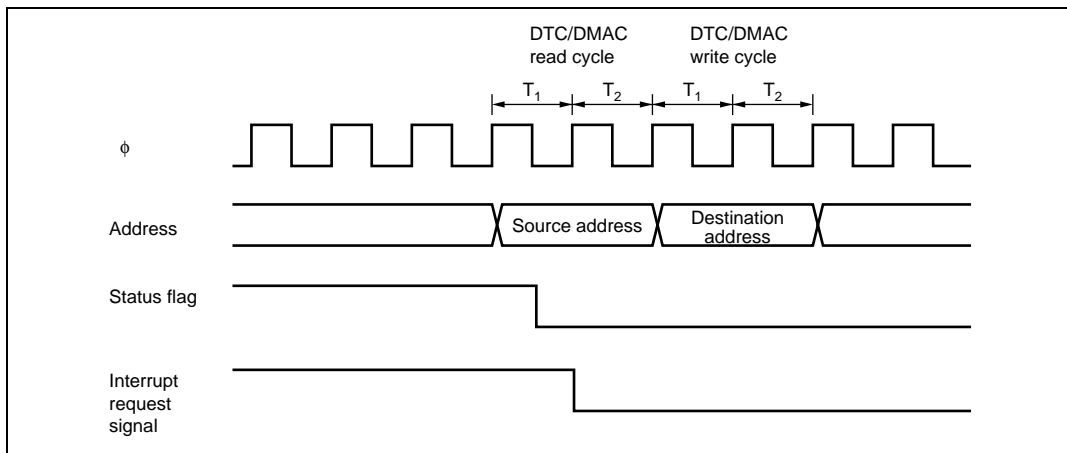 DTC/DMAC DTC/DMAC
read cycle write cycle
T1 T2 T1 T2
ϕ
Address
Source address
Destination
address
Status flag
Interrupt
request
signal